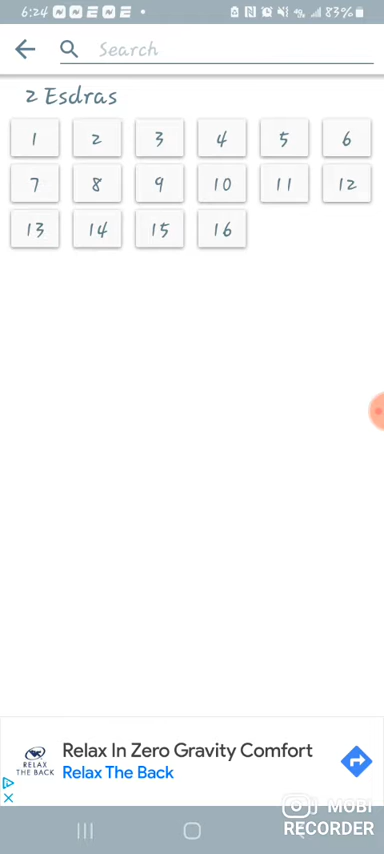 6:24 83%
Search
2 Esdras
1 2 3 4 5 6
7 8 9 10 11 12
13 14 15 16
Relax In Zero Gravity Comfort
RELAX
THE BACK
Relax The Back
MOBI
RECORDER